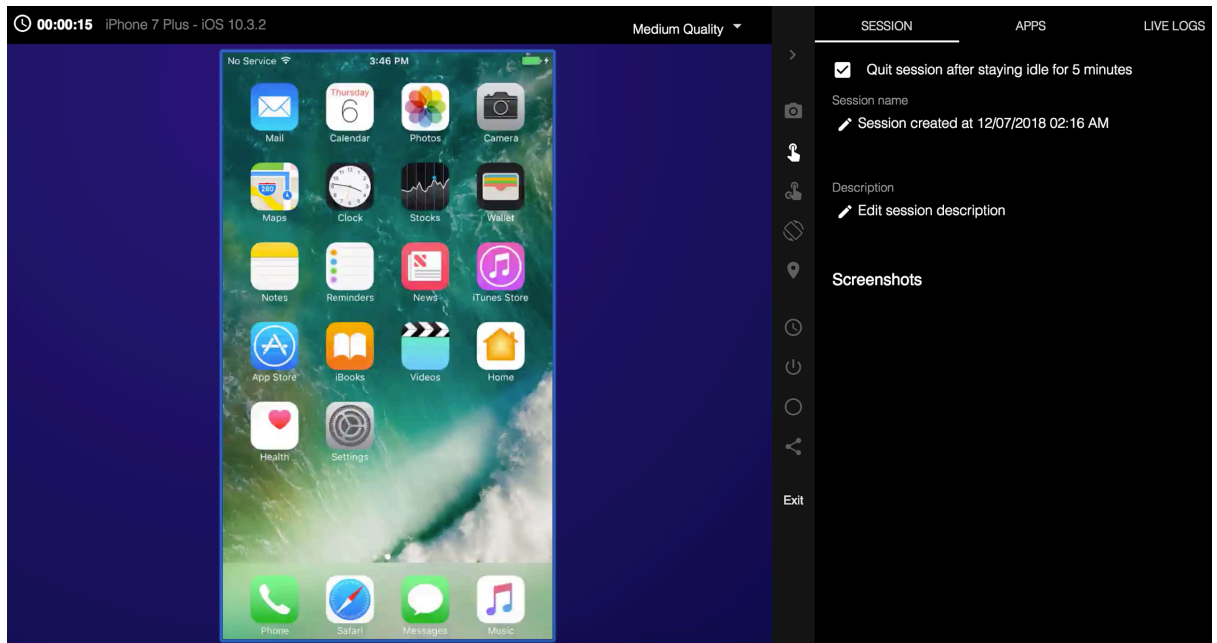 00:00:15 iPhone 7 Plus - iOS 10.3.2
Medium Quality
SESSION APPS LIVE LOGS
No Service 3:46 PM
Thursday
6
Mail Calendar Photos Camera
280
Maps Clock Stocks Wallet
Notes Reminders News iTunes Store
App Store iBooks Videos Home
Health Settings
Phone Safari Messages Music
Exit
Quit session after staying idle for 5 minutes
Session name
Session created at 12/07/2018 02:16 AM
Description
Edit session description
Screenshots